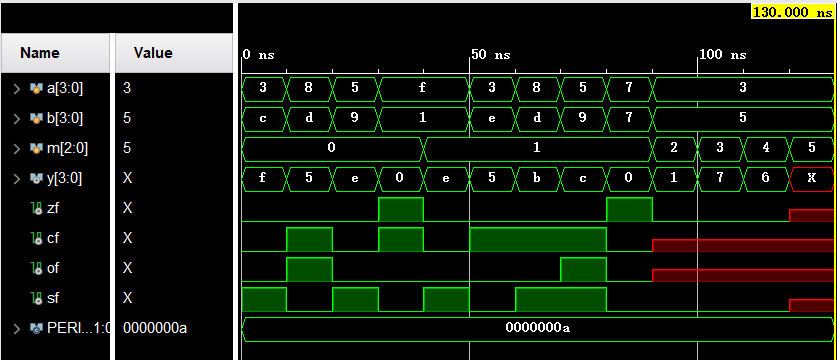 130.000 ns
Name Value 0 ns 50 ns 100 ns
a[3:0] 3 3 8 5 f 3 8 5 7 3
b[3:0] 5 c d 9 1 e d 9 7 5
m[2:0] 5 0 1 2 3 4 5
y[3:0] X f 5 e 0 e 5 b c 0 1 7 6 X
zf X
cf X
of X
sf X
PERI...1:0 0000000a 0000000a